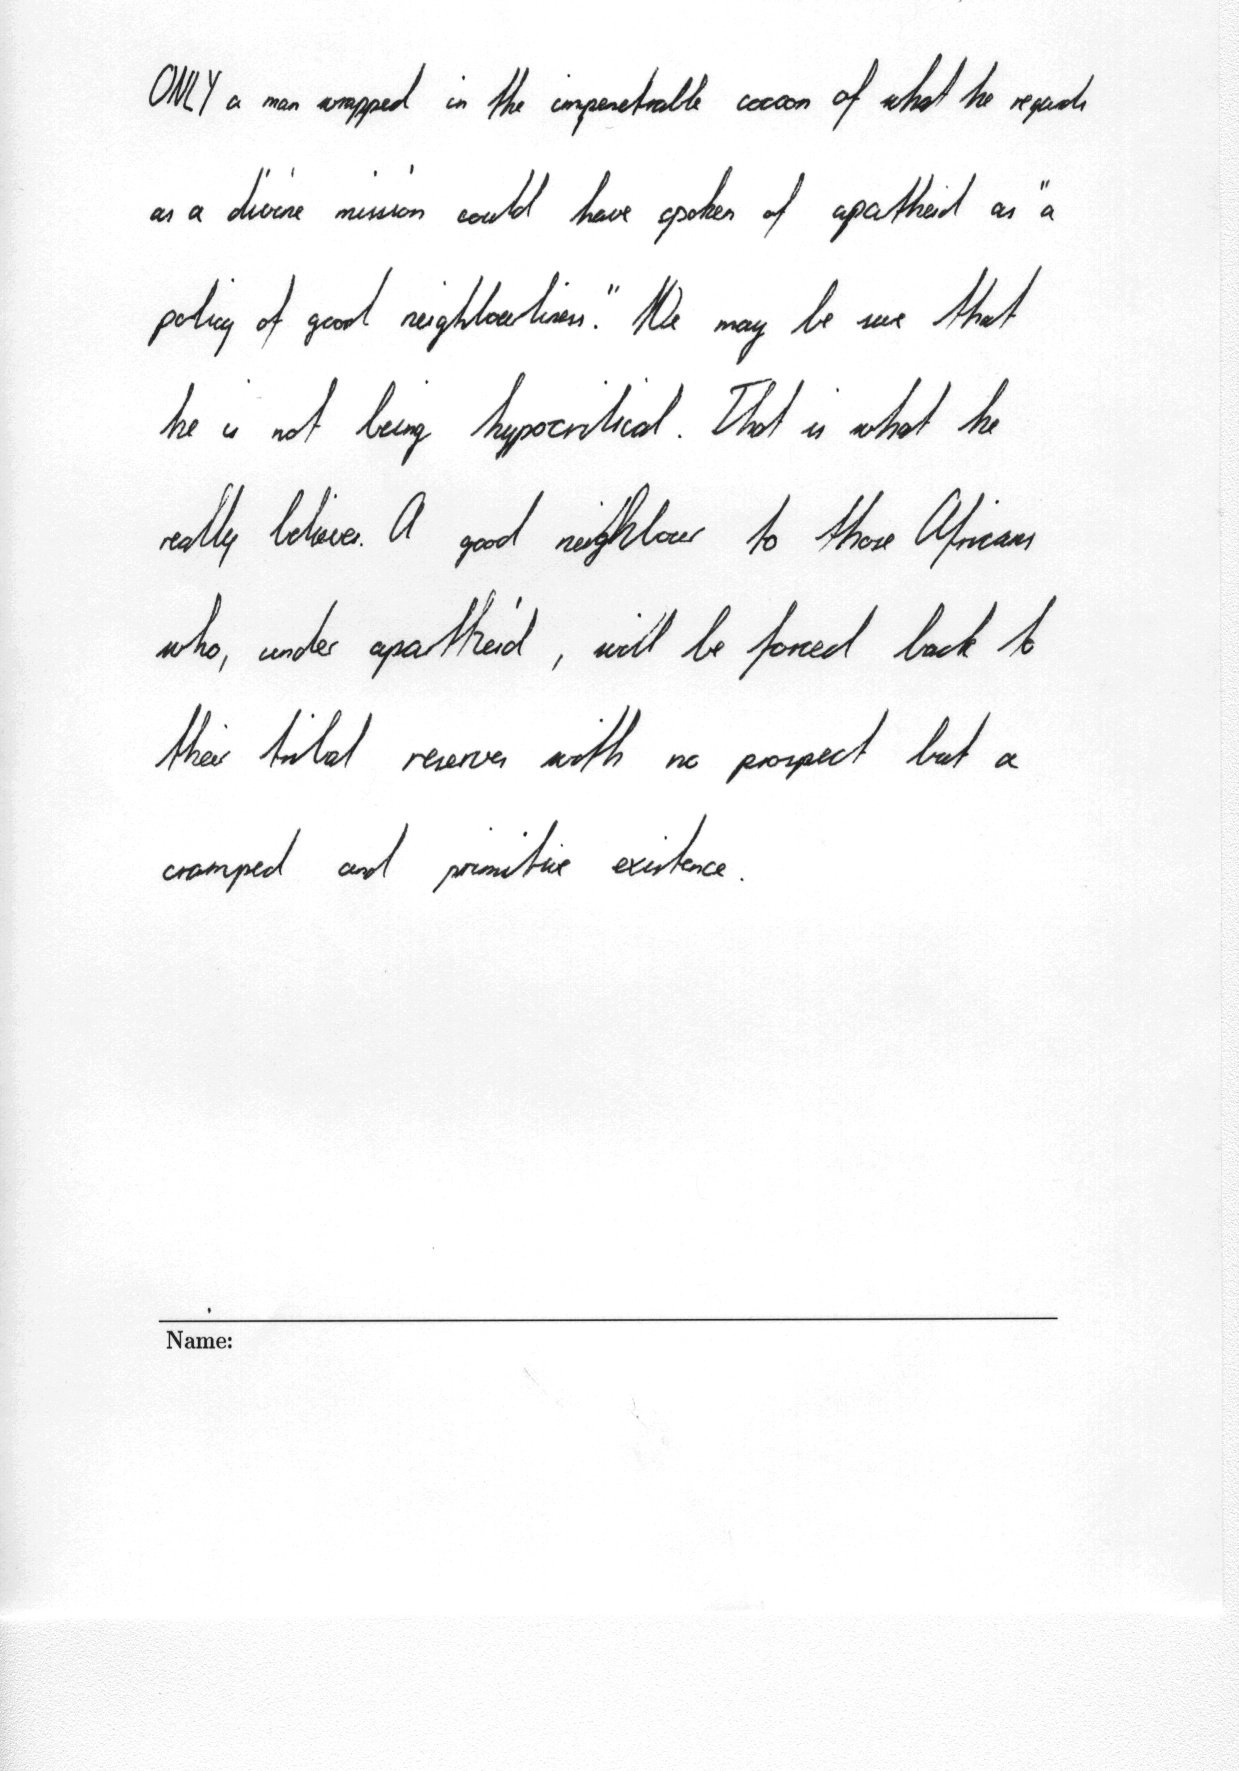 ONLY a man wrapped in the impenetrable cocoon of what he regards
as a divine mission could have spoken of apatheid as "a
policy of good neighbourliness." We may be sure that
he is not being hypocritical. That is what he
really believes. A good neighbour to those Africans
who, under apartheid, will be forced back to
their tribal reserves with no prospect but a
cramped and primitive existence.
Name: